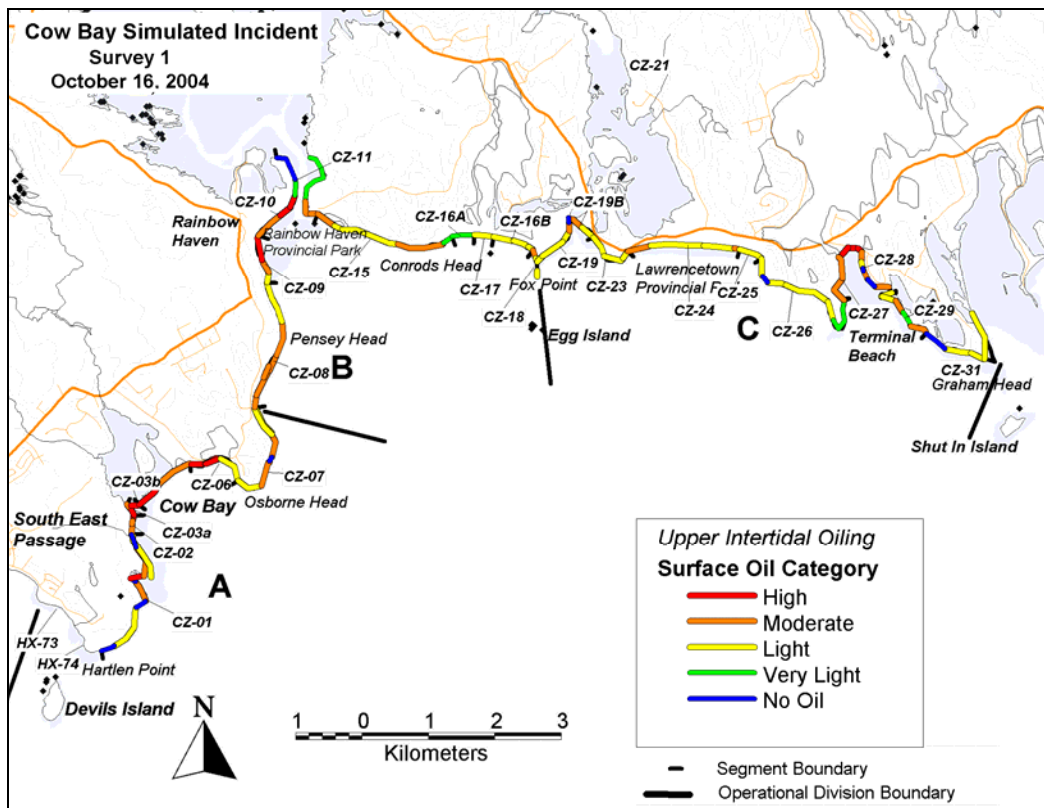 Cow Bay Simulated Incident
Survey 1
October 16, 2004
CZ-21
CZ-11
CZ-10
Rainbow
Haven
Rainbow Haven
Provincial Park
CZ-15
CZ-16A
Conrods Head
CZ-17
CZ-16B
CZ-19B
CZ-19
Fox Point
CZ-18
CZ-23
Egg Island
Lawrencetown
Provincial P
CZ-24
CZ-25
C
CZ-26
CZ-28
CZ-27
CZ-29
Terminal
Beach
CZ-31
Graham Head
Shut In Island
CZ-09
Pensey Head
CZ-08
B
CZ-07
CZ-06
Osborne Head
CZ-03b
Cow Bay
CZ-03a
South East
Passage
CZ-02
A
CZ-01
HX-73
HX-74
Hartlen Point
Devils Island
N
1 0 1 2 3
Kilometers
Upper Intertidal Oiling
Surface Oil Category
High
Moderate
Light
Very Light
No Oil
Segment Boundary
Operational Division Boundary